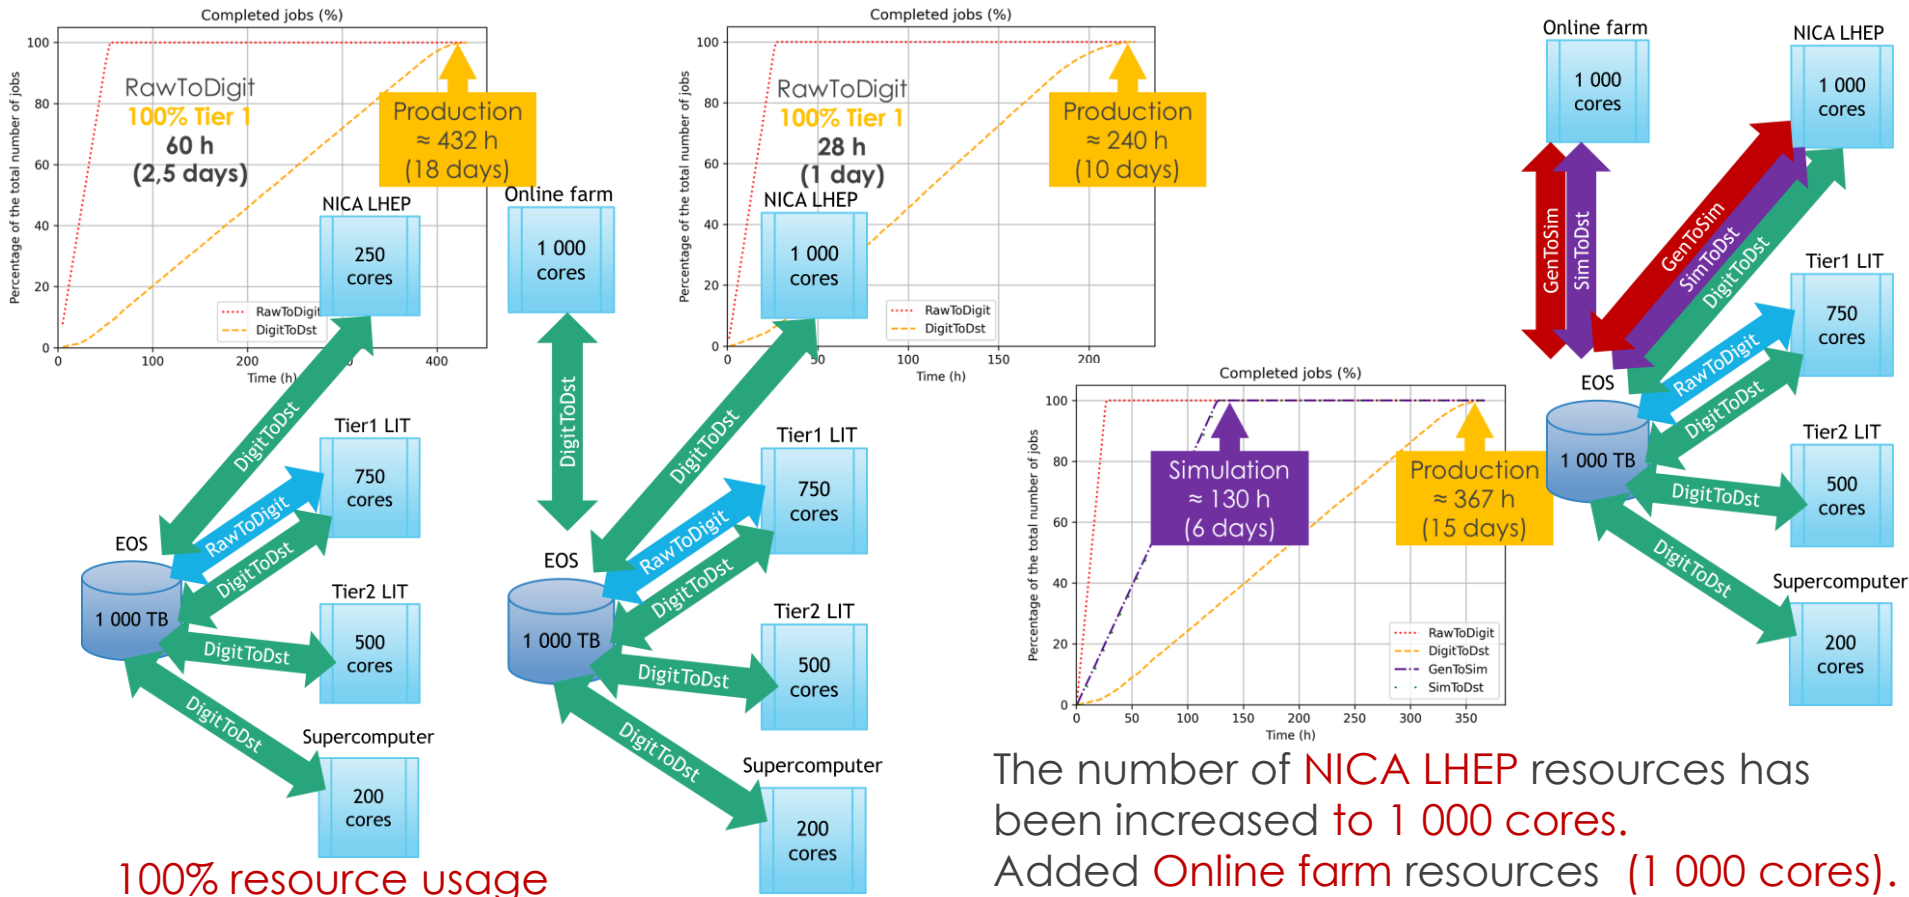 Completed jobs (%)
Percentage of the total number of jobs
100
80
60
40
20
0
0
100
200
0
400
Time (h)
RawToDigit
100% Tier 1
60 h
(2,5 days)
Production
≈ 432 h
(18 days)
RawToDigit
DigitToDst
NICA LHEP
250
cores
DigitToDst
Tier1 LIT
750
cores
RawToDigit
DigitToDst
EOS
1 000 TB
Tier2 LIT
500
cores
DigitToDst
Supercomputer
200
cores
DigitToDst
100% resource usage
Completed jobs (%)
Percentage of the total number of jobs
100
80
60
40
20
0
0
50
100
150
200
Time (h)
RawToDigit
100% Tier 1
28 h
(1 day)
Production
≈ 240 h
(10 days)
RawToDigit
DigitToDst
Online farm
1 000
cores
DigitToDst
NICA LHEP
1 000
cores
DigitToDst
Tier1 LIT
750
cores
RawToDigit
DigitToDst
EOS
1 000 TB
Tier2 LIT
500
cores
DigitToDst
Supercomputer
200
cores
DigitToDst
Completed jobs (%)
Percentage of the total number of jobs
100
80
60
40
20
0
0
50
100
150
200
250
300
350
Time (h)
Simulation
≈ 130 h
(6 days)
Production
≈ 367 h
(15 days)
RawToDigit
DigitToDst
GenToSim
SimToDst
Online farm
1 000
cores
GenToSim
SimToDst
NICA LHEP
1 000
cores
GenToSim
SimToDst
DigitToDst
Tier1 LIT
750
cores
RawToDigit
DigitToDst
EOS
1 000 TB
Tier2 LIT
500
cores
DigitToDst
Supercomputer
200
cores
DigitToDst
The number of NICA LHEP resources has
been increased to 1 000 cores.
Added Online farm resources (1 000 cores).